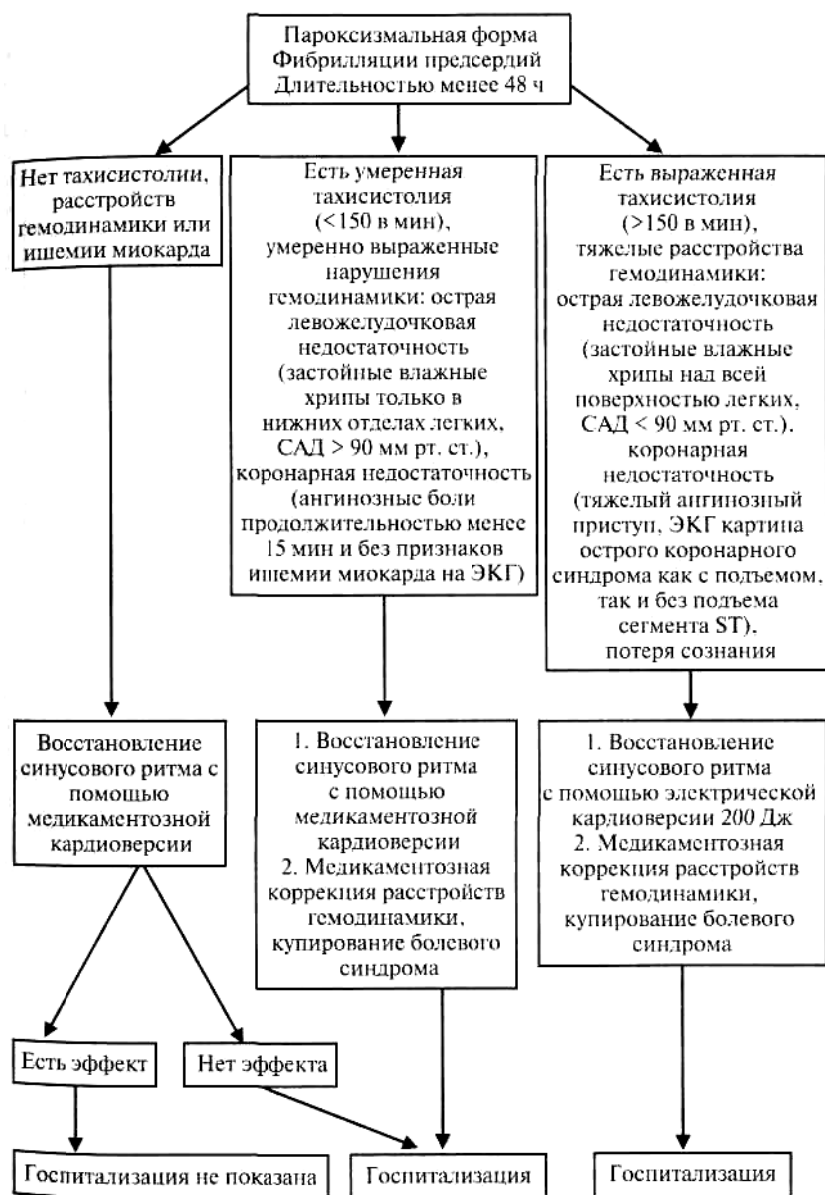 Пароксизмальная форма
Фибрилляции предсердий
Длительностью менее 48 ч
Нет тахисистолии,
расстройств
гемодинамики или
ишемии миокарда
Есть умеренная
тахисистолия
(<150 в мин),
умеренно выраженные
нарушения
гемодинамики: острая
левожелудочковая
недостаточность
(застойные влажные
хрипы только в
нижних отделах легких,
САД > 90 мм рт. ст.),
коронарная недостаточность
(ангинозные боли
продолжительностью менее
15 мин и без признаков
ишемии миокарда на ЭКГ)
Есть выраженная
тахисистолия
(>150 в мин),
тяжелые расстройства
гемодинамики:
острая левожелудочковая
недостаточность
(застойные влажные
хрипы над всей
поверхностью легких,
САД < 90 мм рт. ст.).
коронарная
недостаточность
(тяжелый ангинозный
приступ, ЭКГ картина
острого коронарного
синдрома как с подъемом,
так и без подъема
сегмента ST).
потеря сознания
Восстановление
синусового ритма с
помощью
медикаментозной
кардиоверсии
1. Восстановление
синусового ритма
с помощью
медикаментозной
кардиоверсии
2. Медикаментозная
коррекция расстройств
гемодинамики,
купирование болевого
синдрома
1. Восстановление
синусового ритма
с помощью электрической
кардиоверсии 200 Дж
2. Медикаментозная
коррекция расстройств
гемодинамики,
купирование болевого
синдрома
Есть эффект
Нет эффекта
Госпитализация не показана
Госпитализация
Госпитализация